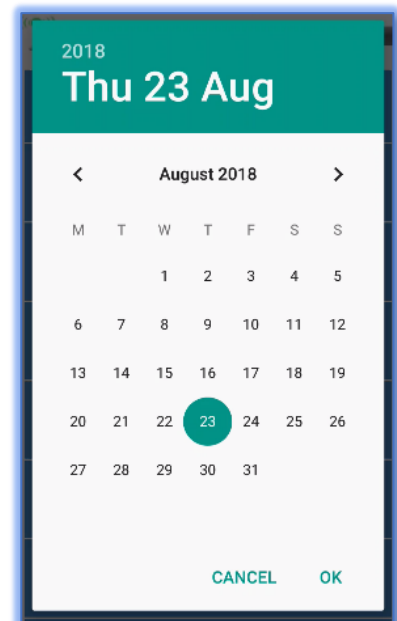 2018
Thu 23 Aug
August 2018
M T W T F S S
1 2 3 4 5
6 7 8 9 10 11 12
13 14 15 16 17 18 19
20 21 22 23 24 25 26
27 28 29 30 31
CANCEL OK